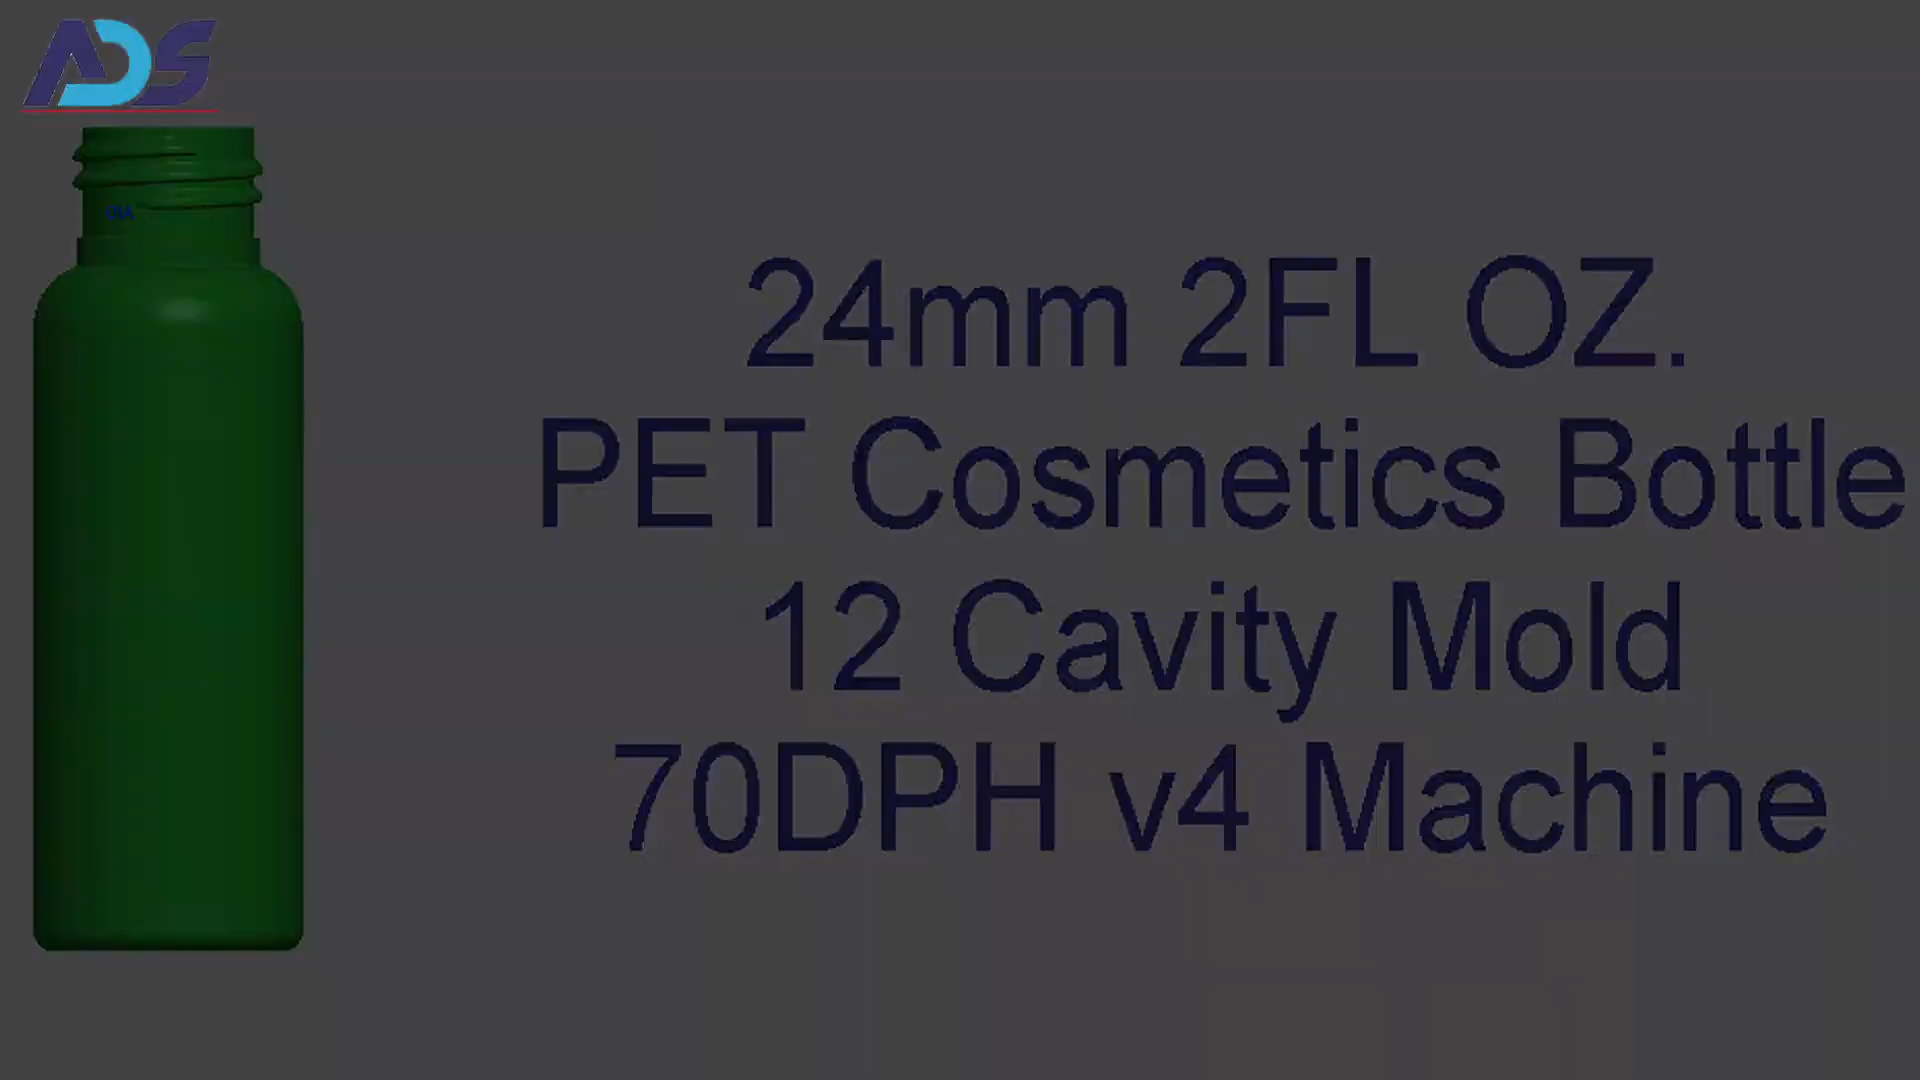 ADS
24mm 2FL OZ.
PET Cosmetics Bottle
12 Cavity Mold
70DPH v4 Machine